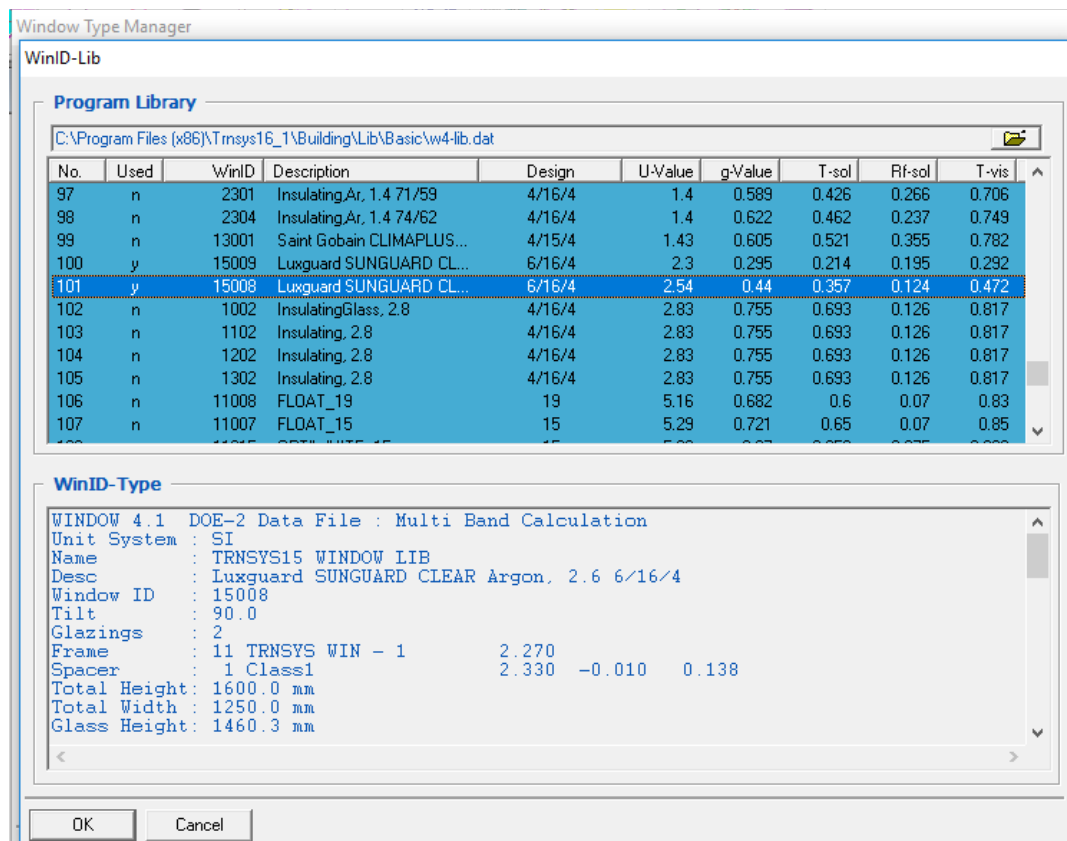 Window Type Manager
WinID-Lib
Program Library
C:\Program Files (x86)\Trnsys16_1\Building\Lib\Basic\w4-lib.dat
No. Used WinID Description Design U-Value g-Value T-sol Rf-sol T-vis
97 n 2301 Insulating,Ar, 1.4 71/59 4/16/4 1.4 0.589 0.426 0.266 0.706
98 n 2304 Insulating,Ar, 1.4 74/62 4/16/4 1.4 0.622 0.462 0.237 0.749
99 n 13001 Saint Gobain CLIMAPLUS... 4/15/4 1.43 0.605 0.521 0.355 0.782
100 y 15009 Luxguard SUNGUARD CL... 6/16/4 2.3 0.295 0.214 0.195 0.292
101 y 15008 Luxguard SUNGUARD CL... 6/16/4 2.54 0.44 0.357 0.124 0.472
102 n 1002 InsulatingGlass, 2.8 4/16/4 2.83 0.755 0.693 0.126 0.817
103 n 1102 Insulating, 2.8 4/16/4 2.83 0.755 0.693 0.126 0.817
104 n 1202 Insulating, 2.8 4/16/4 2.83 0.755 0.693 0.126 0.817
105 n 1302 Insulating, 2.8 4/16/4 2.83 0.755 0.693 0.126 0.817
106 n 11008 FLOAT_19 19 5.16 0.682 0.6 0.07 0.83
107 n 11007 FLOAT_15 15 5.29 0.721 0.65 0.07 0.85
WinID-Type
WINDOW 4.1 DOE-2 Data File : Multi Band Calculation
Unit System : SI
Name : TRNSYS15 WINDOW LIB
Desc : Luxguard SUNGUARD CLEAR Argon, 2.6 6/16/4
Window ID : 15008
Tilt : 90.0
Glazings : 2
Frame : 11 TRNSYS WIN - 1 2.270
Spacer : 1 Class1 2.330 -0.010 0.138
Total Height: 1600.0 mm
Total Width : 1250.0 mm
Glass Height: 1460.3 mm
OK Cancel